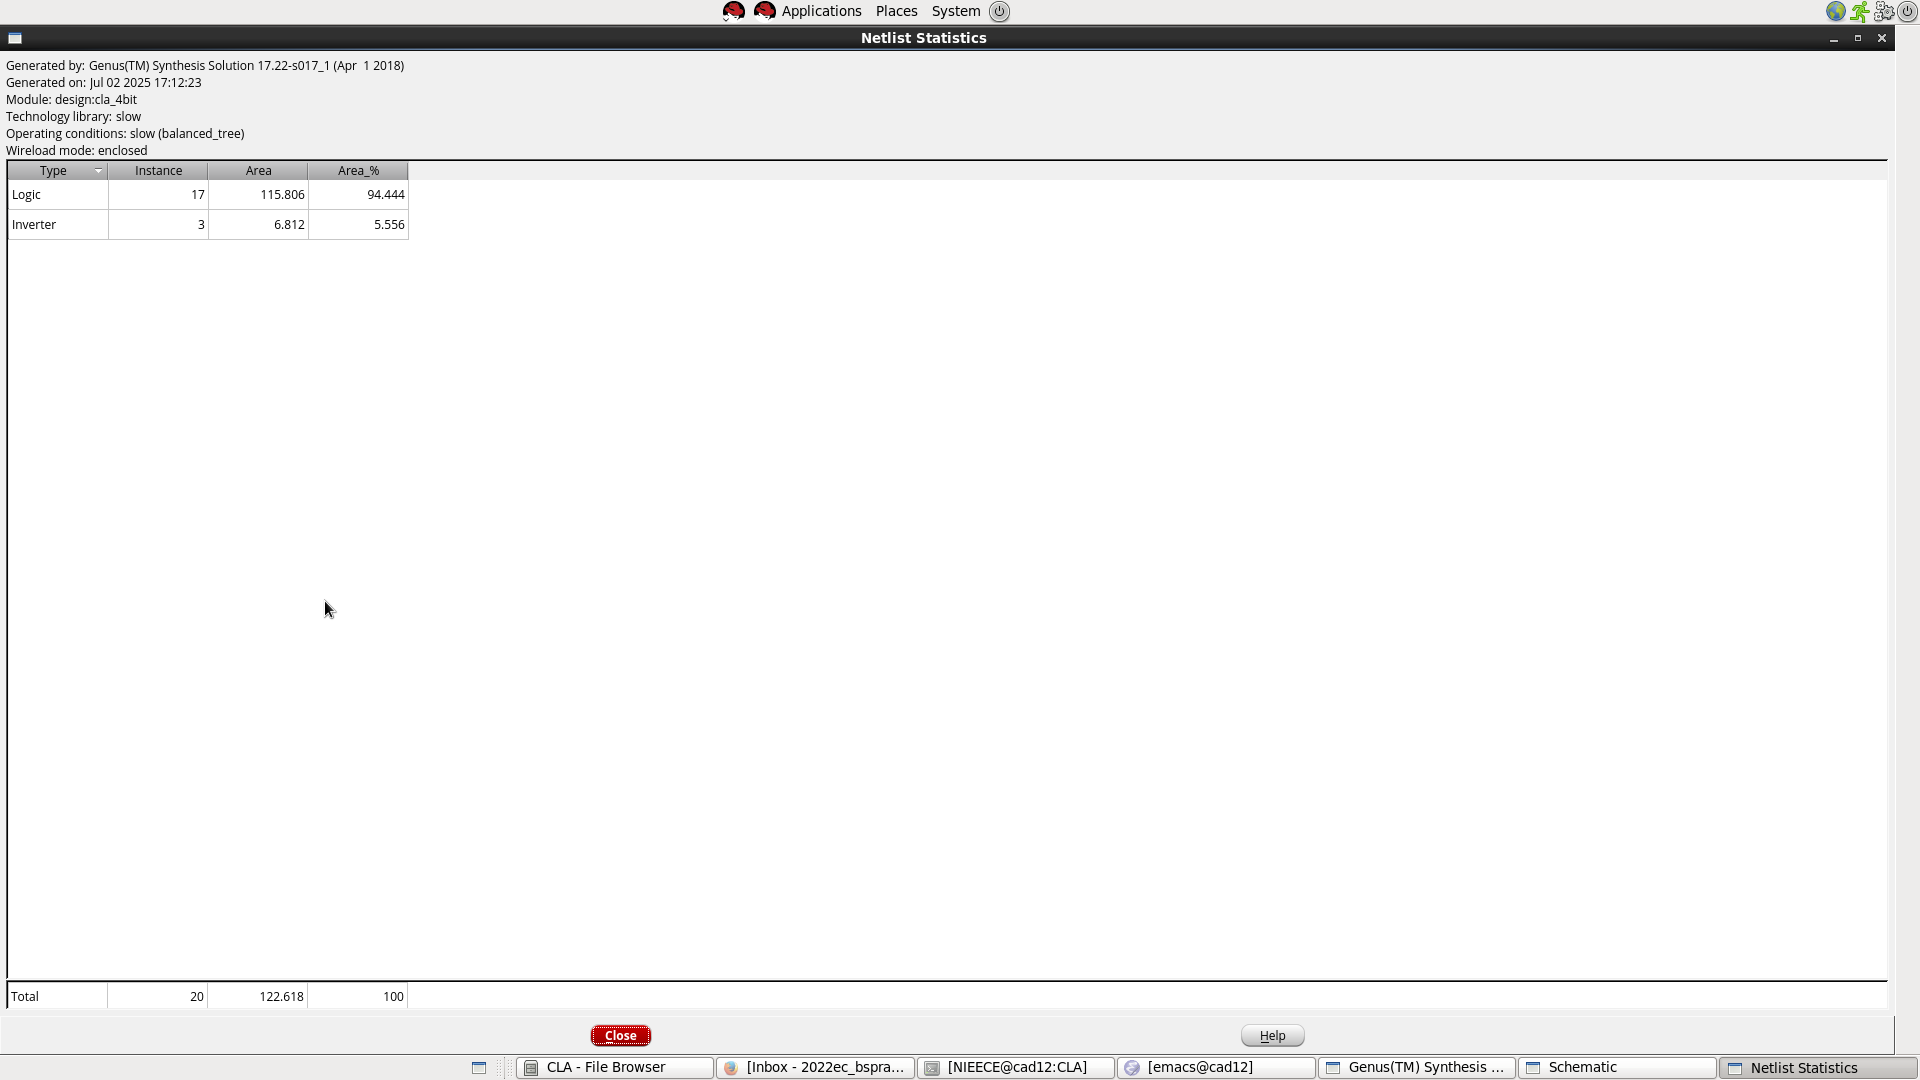 Applications Places System
Netlist Statistics
Generated by: Genus(TM) Synthesis Solution 17.22-s017_1 (Apr  1 2018)
Generated on: Jul 02 2025 17:12:23
Module: design:cla_4bit
Technology library: slow
Operating conditions: slow (balanced_tree)
Wireload mode: enclosed
Type Instance Area Area_%
Logic 17 115.806 94.444
Inverter 3 6.812 5.556
Total 20 122.618 100
Close Help
CLA - File Browser [Inbox - 2022ec_bspra... [NIEECE@cad12:CLA] [emacs@cad12] Genus(TM) Synthesis ... Schematic Netlist Statistics